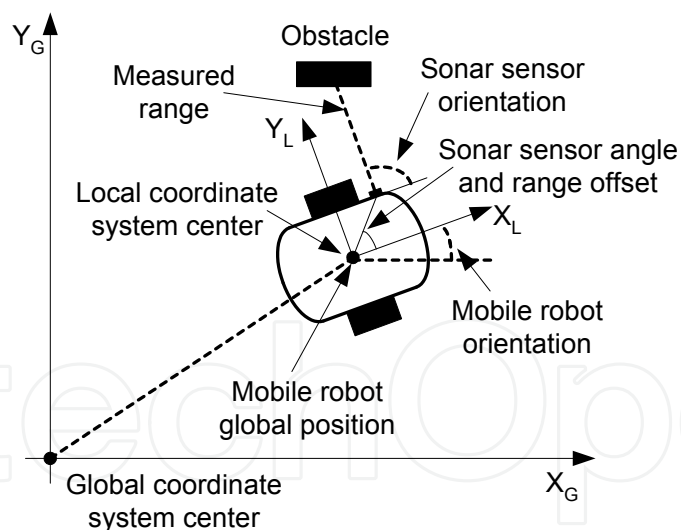 Y_G
Obstacle
Measured
range
Sonar sensor
orientation
Y_L
Sonar sensor angle
and range offset
Local coordinate
system center
X_L
Mobile robot
orientation
Mobile robot
global position
Global coordinate
system center
X_G
techOpe